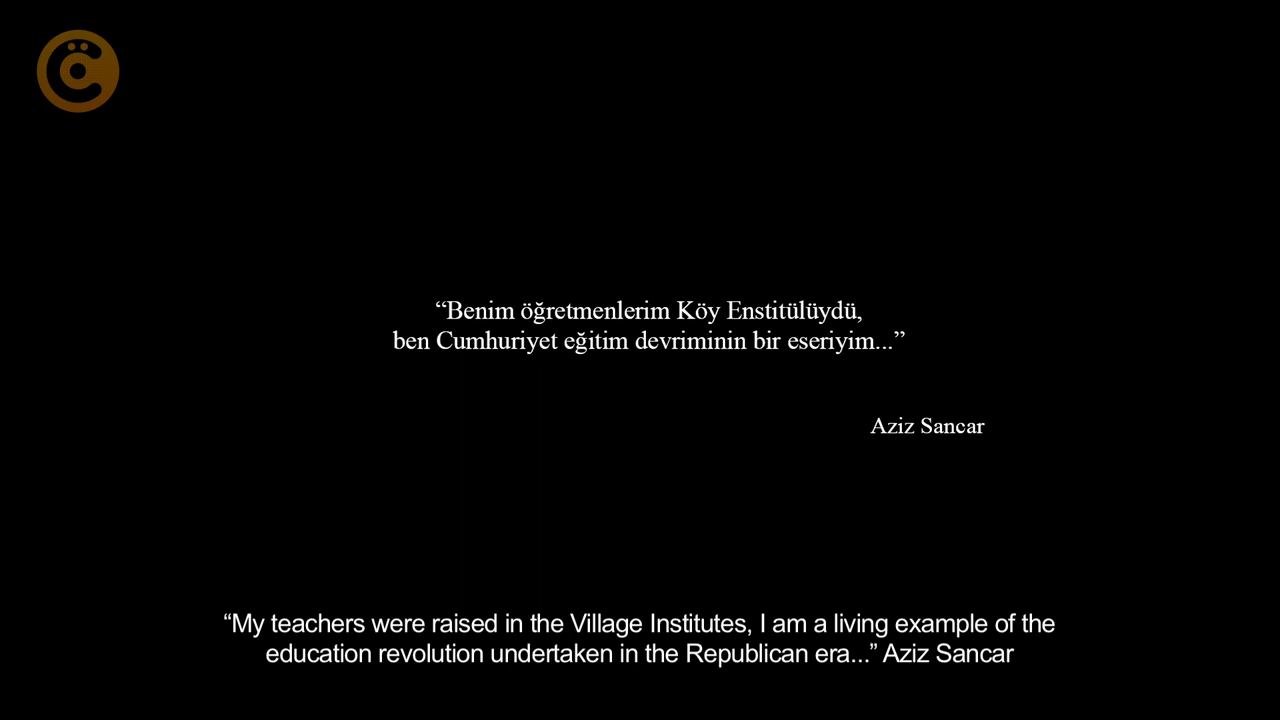 “Benim öğretmenlerim Köy Enstitülüydü,
ben Cumhuriyet eğitim devriminin bir eseriyim...”
Aziz Sancar
“My teachers were raised in the Village Institutes, I am a living example of the
education revolution undertaken in the Republican era...” Aziz Sancar